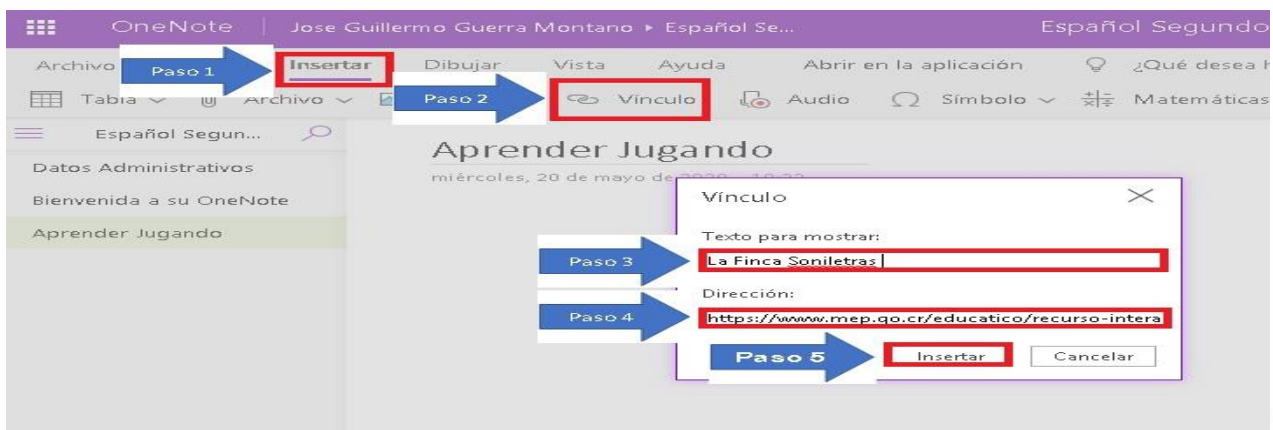 OneNote | Jose Guillermo Guerra Montano ▸ Español Se... Español Segundo
Archivo Paso 1 Insertar Dibujar Vista Ayuda Abrir en la aplicación ¿Qué desea
Tabla Archivo Paso 2 Vínculo Audio Símbolo Matemáticas
Español Segun...
Aprender Jugando
Datos Administrativos
miércoles, 20 de mayo de
Vínculo
Bienvenida a su OneNote
Aprender Jugando
Texto para mostrar:
Paso 3 La Finca Soniletras
Dirección:
Paso 4 https://www.mep.go.cr/educatico/recurso-intera
Paso 5 Insertar Cancelar